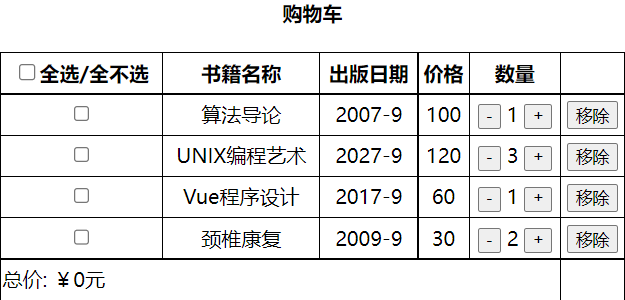 购物车
全选/全不选 书籍名称 出版日期 价格 数量
算法导论 2007-9 100 - 1 + 移除
UNIX编程艺术 2027-9 120 - 3 + 移除
Vue程序设计 2017-9 60 - 1 + 移除
颈椎康复 2009-9 30 - 2 + 移除
总价: ￥0元